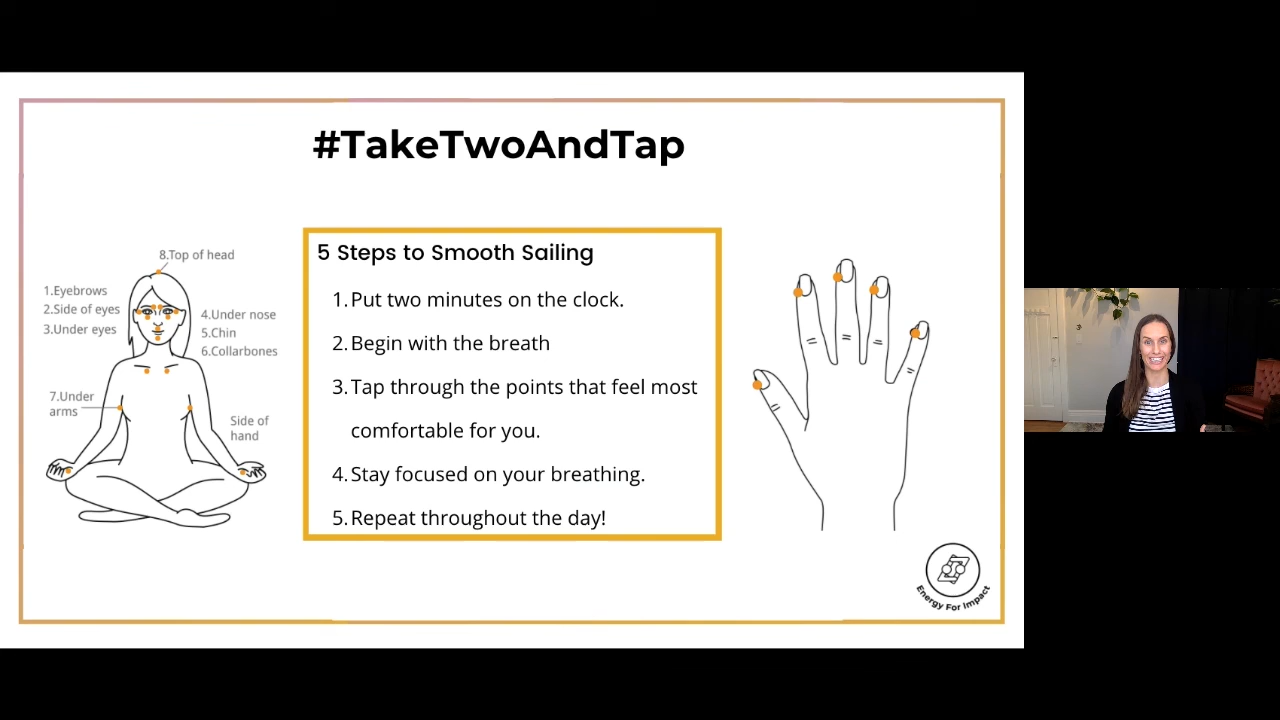 #TakeTwoAndTap
8.Top of head
1.Eyebrows
2.Side of eyes
3.Under eyes
4.Under nose
5.Chin
6.Collarbones
7.Under
arms
Side of
hand
5 Steps to Smooth Sailing
1. Put two minutes on the clock.
2. Begin with the breath
3. Tap through the points that feel most
comfortable for you.
4. Stay focused on your breathing.
5. Repeat throughout the day!
Energy For Impact